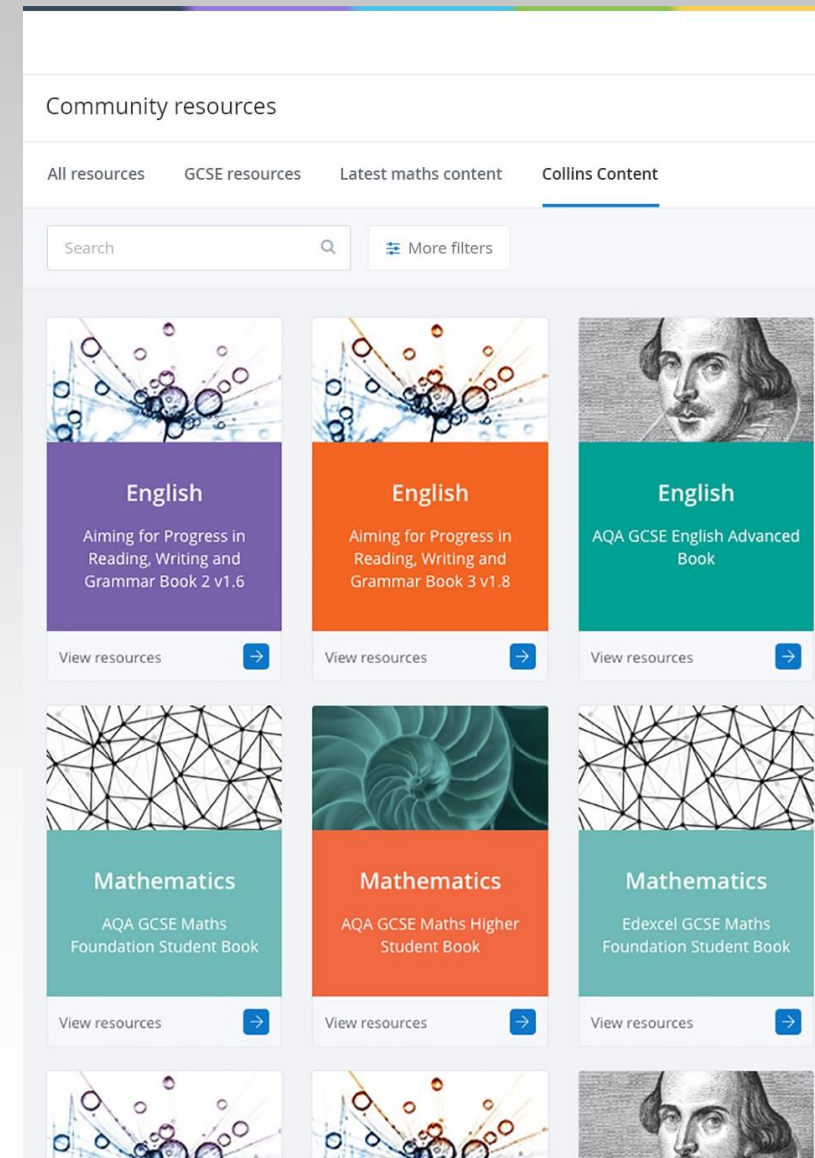 Community resources
All resources
GCSE resources
Latest maths content
Collins Content
Search
More filters
English
Aiming for Progress in
Reading, Writing and
Grammar Book 2 v1.6
View resources
English
Aiming for Progress in
Reading, Writing and
Grammar Book 3 v1.8
View resources
English
AQA GCSE English Advanced
Book
View resources
Mathematics
AQA GCSE Maths
Foundation Student Book
View resources
Mathematics
AQA GCSE Maths Higher
Student Book
View resources
Mathematics
Edexcel GCSE Maths
Foundation Student Book
View resources